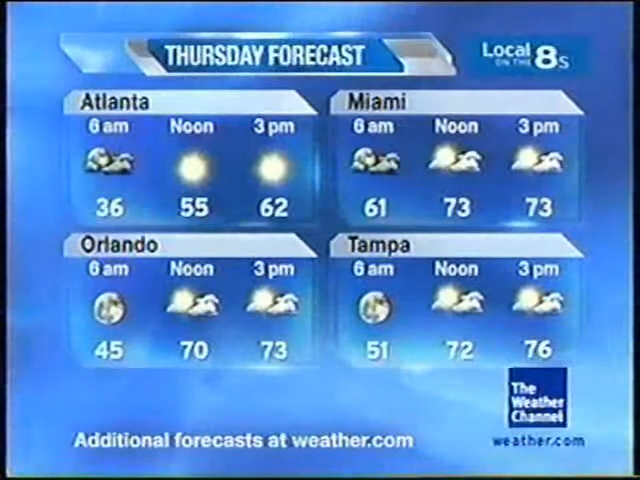 THURSDAY FORECAST
Local
ON THE 8s
Atlanta
6 am Noon 3 pm
36 55 62
Miami
6 am Noon 3 pm
61 73 73
Orlando
6 am Noon 3 pm
45 70 73
Tampa
6 am Noon 3 pm
51 72 76
The
Weather
Channel
weather.com
Additional forecasts at weather.com